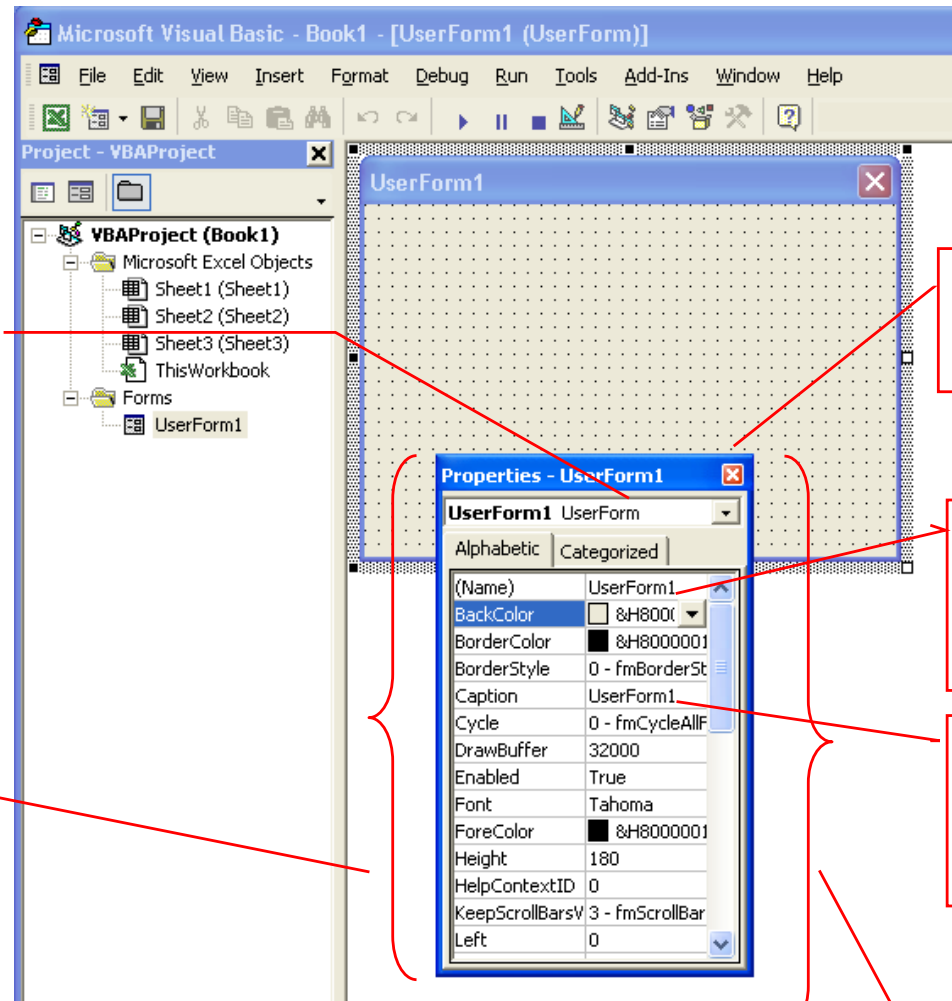 Microsoft Visual Basic - Book1 - [UserForm1 (UserForm)]
File Edit View Insert Format Debug Run Tools Add-Ins Window Help
Project - VBAProject
VBAProject (Book1)
Microsoft Excel Objects
Sheet1 (Sheet1)
Sheet2 (Sheet2)
Sheet3 (Sheet3)
ThisWorkbook
Forms
UserForm1
UserForm1
Properties - UserForm1
UserForm1 UserForm
Alphabetic Categorized
(Name) UserForm1
BackColor &H800(
BorderColor &H8000001
BorderStyle 0 - fmBorderSt
Caption UserForm1
Cycle 0 - fmCycleAllF
DrawBuffer 32000
Enabled True
Font Tahoma
ForeColor &H8000001
Height 180
HelpContextID 0
KeepScrollBarsV 3 - fmScrollBar
Left 0